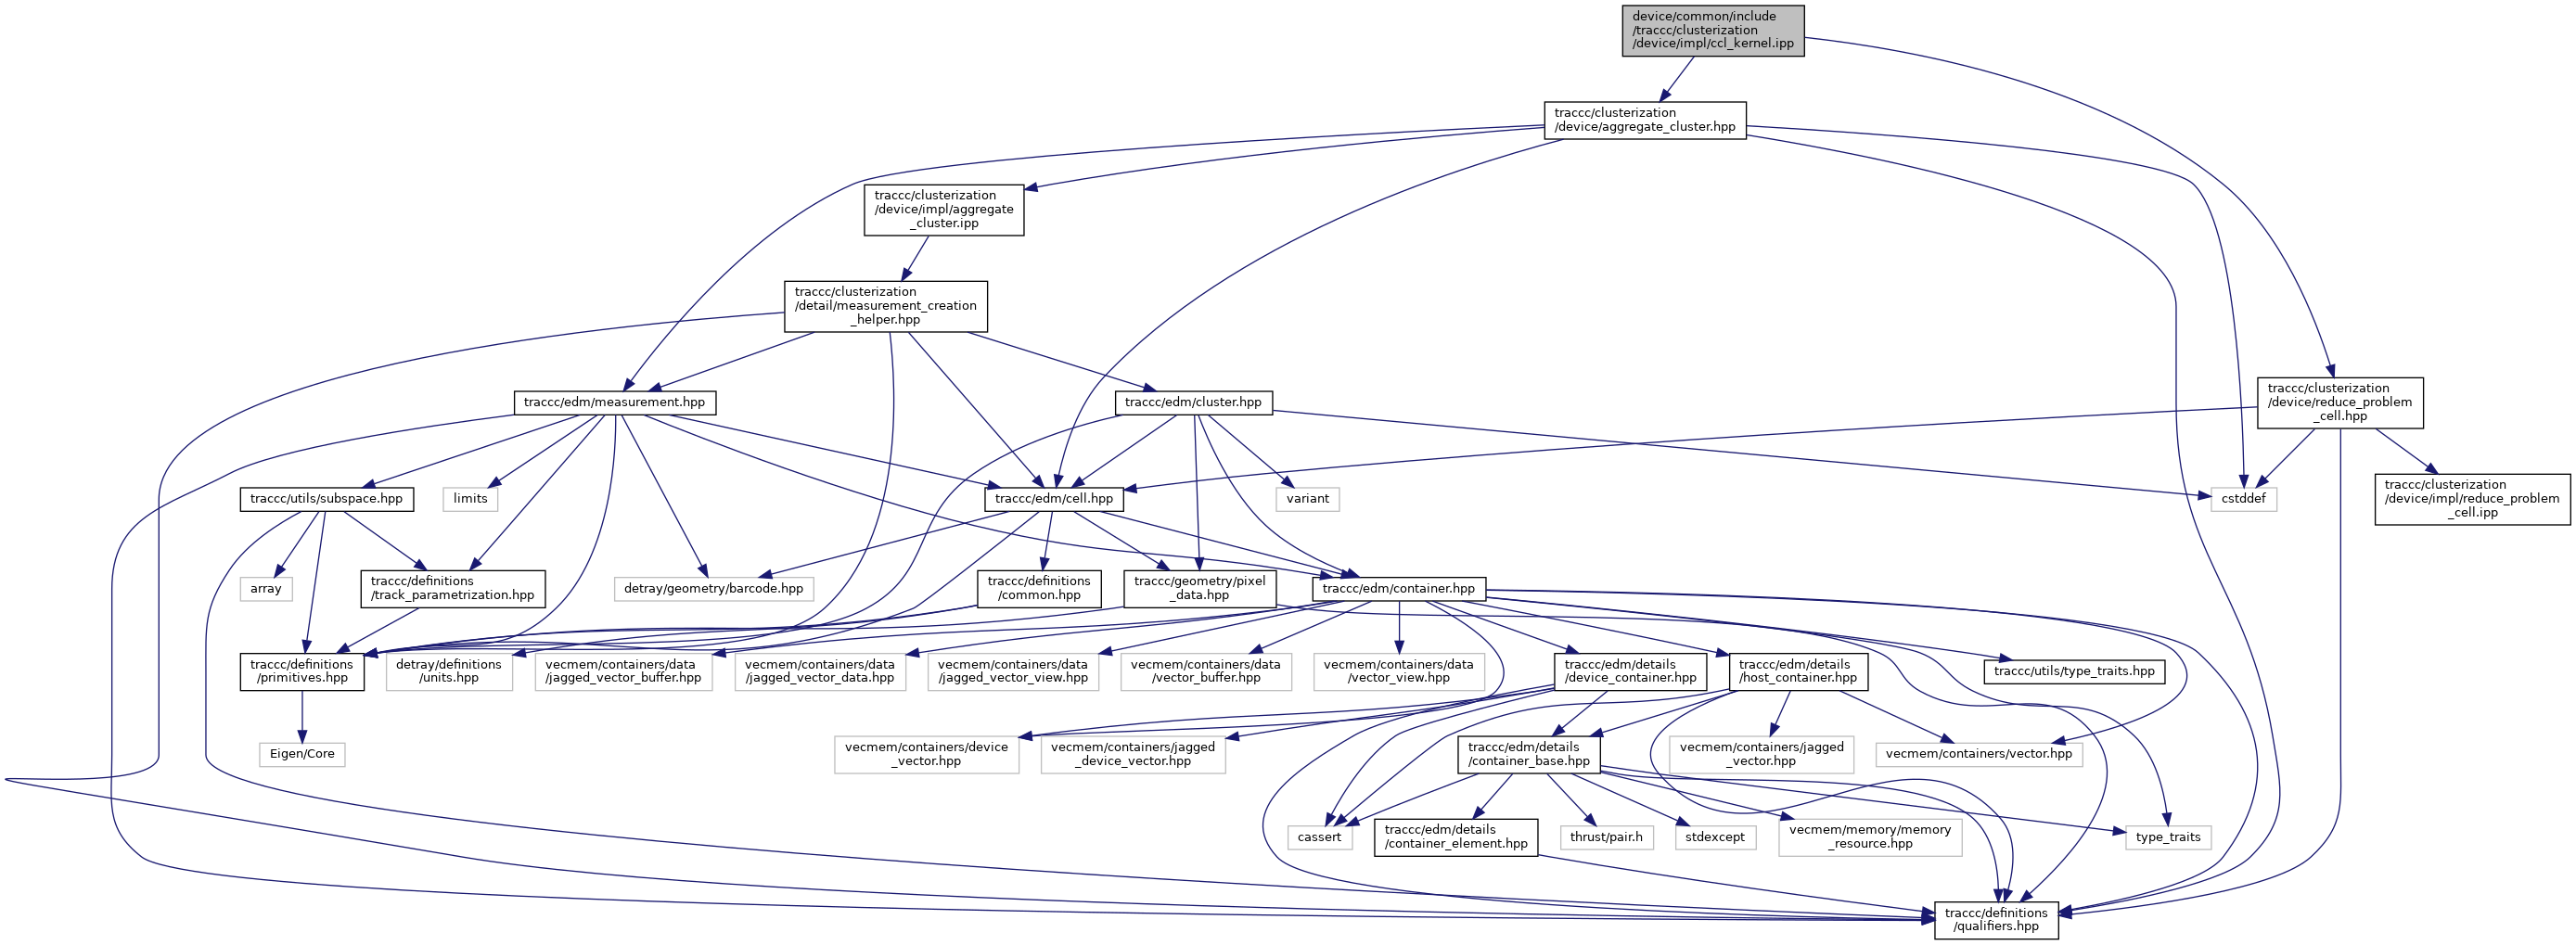 device/common/include
/traccc/clusterization
/device/impl/ccl_kernel.ipp
traccc/clusterization
/device/aggregate_cluster.hpp
traccc/clusterization
/device/impl/aggregate
_cluster.ipp
traccc/clusterization
/detail/measurement_creation
_helper.hpp
traccc/edm/measurement.hpp
traccc/edm/cluster.hpp
traccc/clusterization
/device/reduce_problem
_cell.hpp
traccc/utils/subspace.hpp
limits
traccc/edm/cell.hpp
variant
cstddef
traccc/clusterization
/device/impl/reduce_problem
_cell.ipp
array
traccc/definitions
/track_parametrization.hpp
detray/geometry/barcode.hpp
traccc/definitions
/common.hpp
traccc/geometry/pixel
_data.hpp
traccc/edm/container.hpp
traccc/definitions
/primitives.hpp
detray/definitions
/units.hpp
vecmem/containers/data
/jagged_vector_buffer.hpp
vecmem/containers/data
/jagged_vector_data.hpp
vecmem/containers/data
/jagged_vector_view.hpp
vecmem/containers/data
/vector_buffer.hpp
vecmem/containers/data
/vector_view.hpp
traccc/edm/details
/device_container.hpp
traccc/edm/details
/host_container.hpp
traccc/utils/type_traits.hpp
Eigen/Core
vecmem/containers/device
_vector.hpp
vecmem/containers/jagged
_device_vector.hpp
traccc/edm/details
/container_base.hpp
vecmem/containers/jagged
_vector.hpp
vecmem/containers/vector.hpp
cassert
traccc/edm/details
/container_element.hpp
thrust/pair.h
stdexcept
vecmem/memory/memory
_resource.hpp
type_traits
traccc/definitions
/qualifiers.hpp